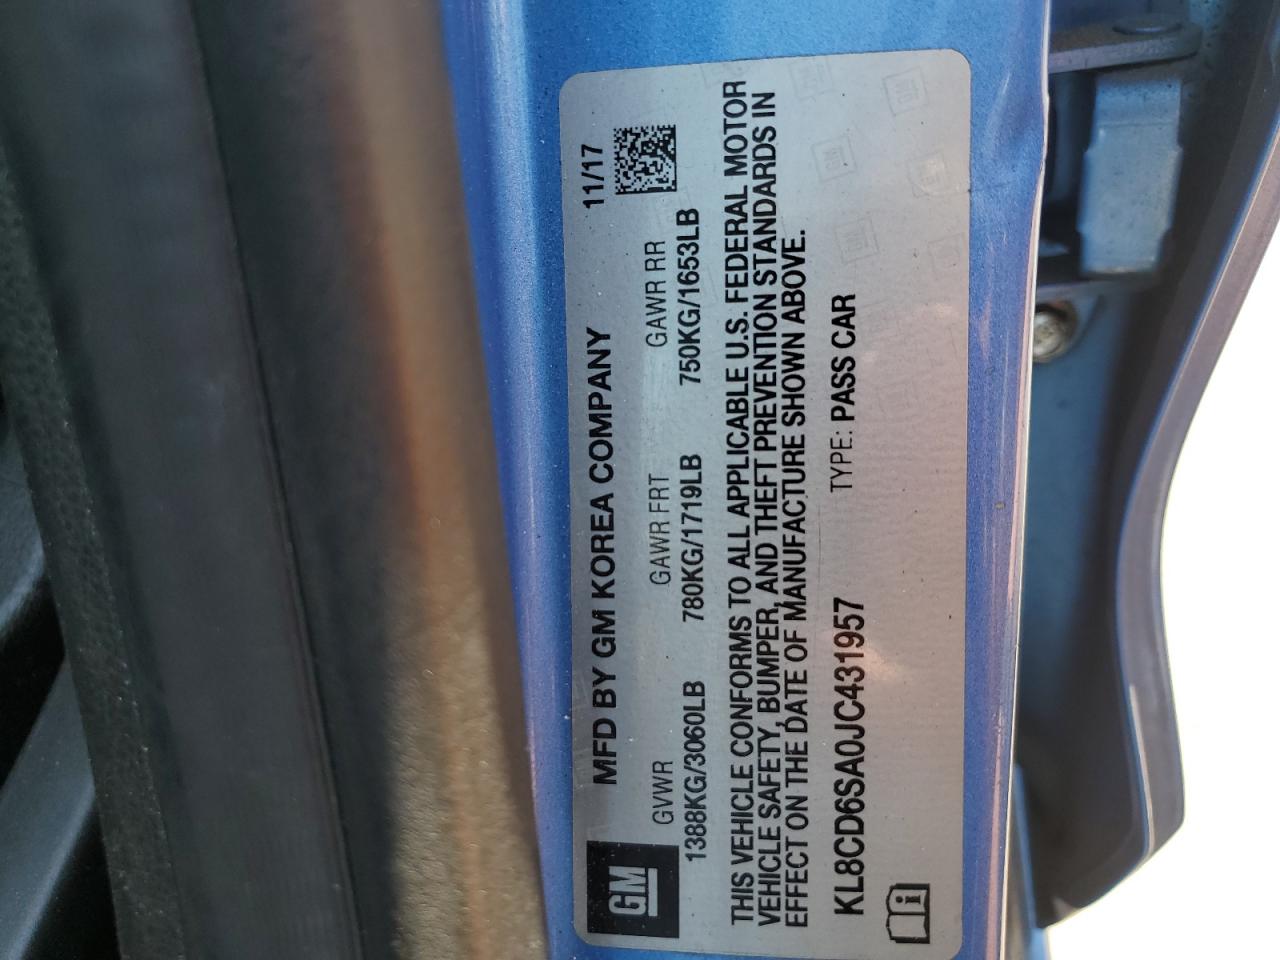 GM
MFD BY GM KOREA COMPANY 11/17
GVWR GAWR FRT GAWR RR
1388KG/3060LB 780KG/1719LB 750KG/1653LB
THIS VEHICLE CONFORMS TO ALL APPLICABLE U.S. FEDERAL MOTOR
VEHICLE SAFETY, BUMPER, AND THEFT PREVENTION STANDARDS IN
EFFECT ON THE DATE OF MANUFACTURE SHOWN ABOVE.
KL8CD6SA0JC431957 TYPE: PASS CAR